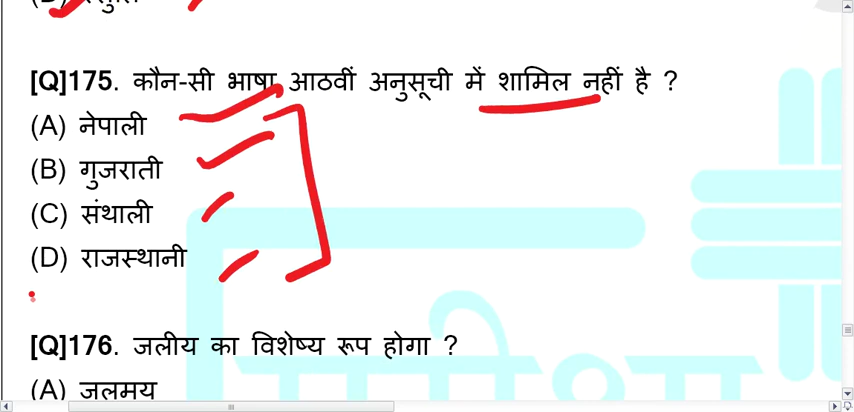 [Q]175. कौन-सी भाषा आठवीं अनुसूची में शामिल नहीं है ?
(A) नेपाली
(B) गुजराती
(C) संथाली
(D) राजस्थानी
[Q]176. जलीय का विशेष्य रूप होगा ?
(A) जलमय